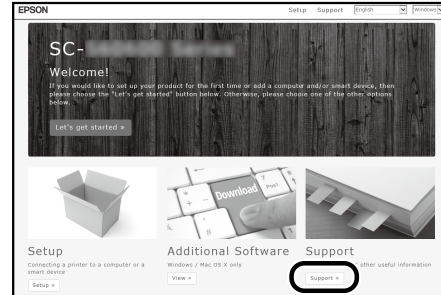 EPSON
Setup Support English Windows
SC-
Welcome!
If you would like to set up your product for the first time or add a computer and/or smart device, then
please choose the "Let's get started" button below. Otherwise, please choose one of the other options
below.
Let's get started »
Download
Post
Setup
Connecting a printer to a computer or a
smart device
Setup »
Additional Software
Windows / Mac OS X only
View »
Support
other useful information
Support »